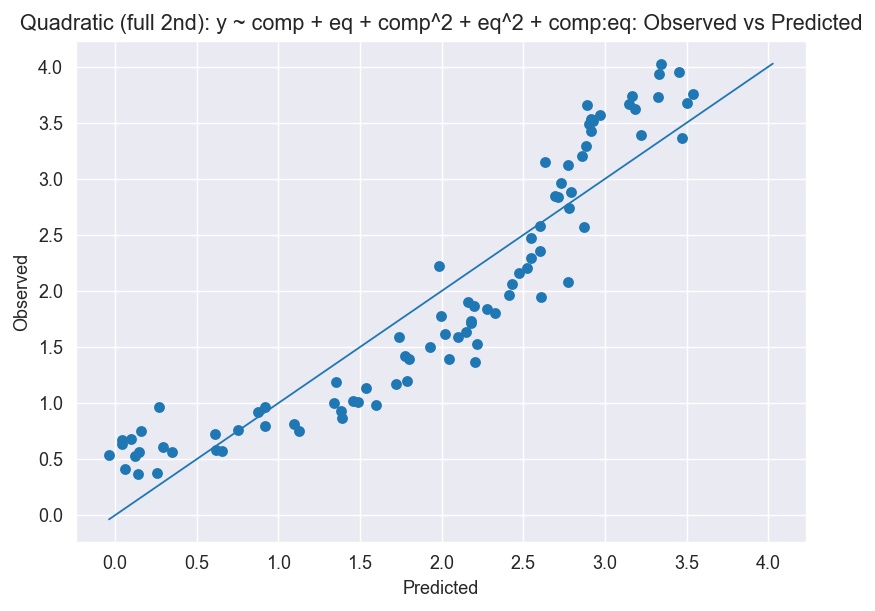 Quadratic (full 2nd): y ~ comp + eq + comp^2 + eq^2 + comp:eq: Observed vs Predicted
4.0
3.5
3.0
2.5
2.0
1.5
1.0
0.5
0.0
Observed
0.0 0.5 1.0 1.5 2.0 2.5 3.0 3.5 4.0
Predicted